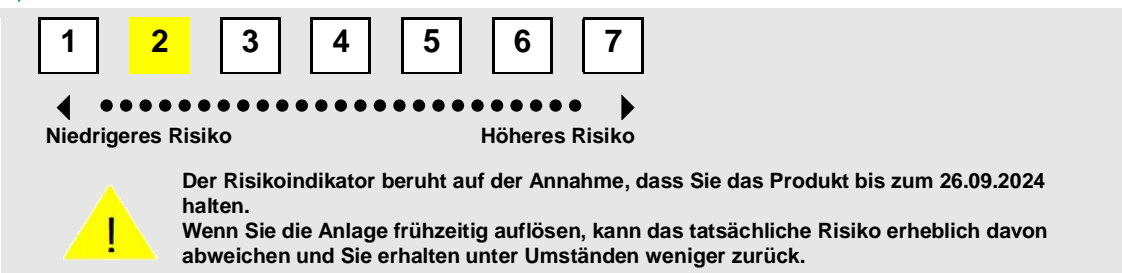 1 2 3 4 5 6 7
Niedrigeres Risiko Höheres Risiko
Der Risikoindikator beruht auf der Annahme, dass Sie das Produkt bis zum 26.09.2024
halten.
Wenn Sie die Anlage frühzeitig auflösen, kann das tatsächliche Risiko erheblich davon
abweichen und Sie erhalten unter Umständen weniger zurück.
!